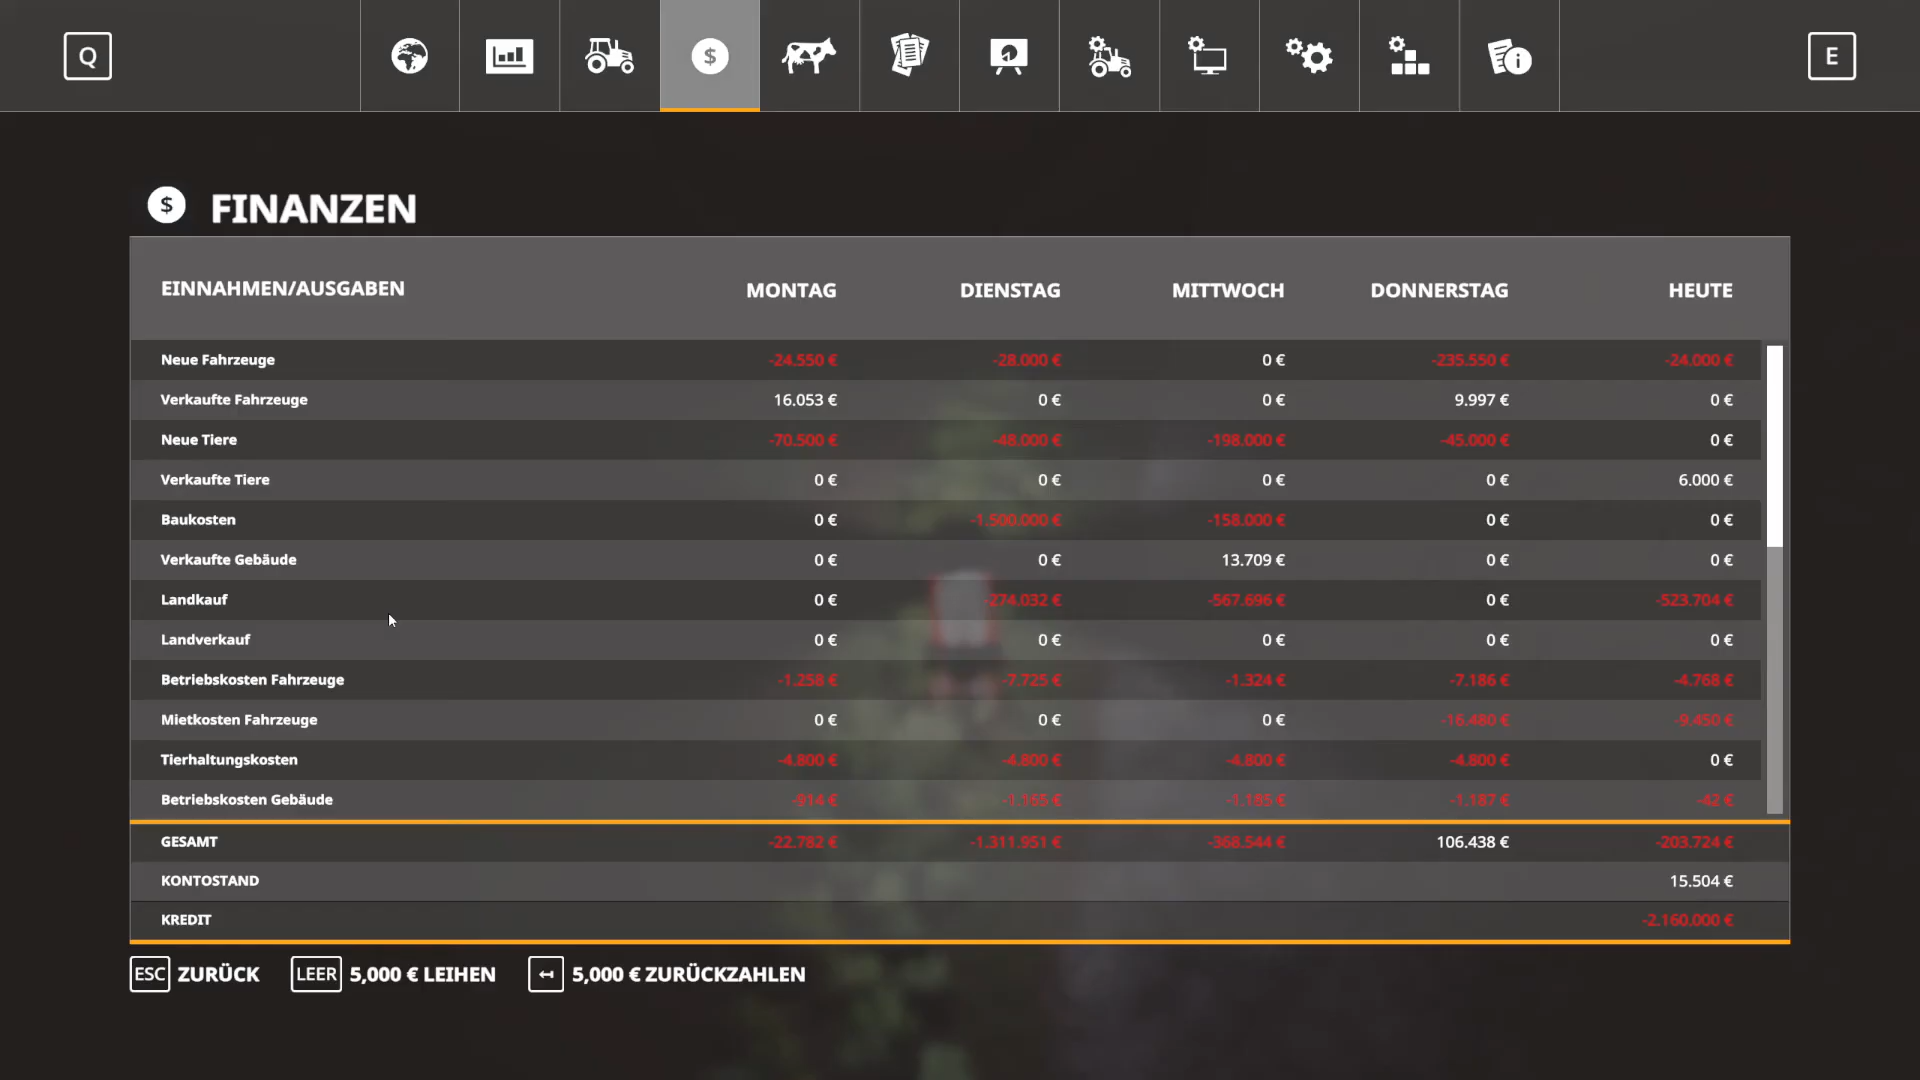 Q
E
$ FINANZEN
EINNAHMEN/AUSGABEN MONTAG DIENSTAG MITTWOCH DONNERSTAG HEUTE
Neue Fahrzeuge -24.550 € -28.000 € 0 € -235.550 € -24.000 €
Verkaufte Fahrzeuge 16.053 € 0 € 0 € 9.997 € 0 €
Neue Tiere -70.500 € -48.000 € -198.000 € -45.000 € 0 €
Verkaufte Tiere 0 € 0 € 0 € 0 € 6.000 €
Baukosten 0 € -1.500.000 € -158.000 € 0 € 0 €
Verkaufte Gebäude 0 € 0 € 13.709 € 0 € 0 €
Landkauf 0 € -274.032 € -567.696 € 0 € -523.704 €
Landverkauf 0 € 0 € 0 € 0 € 0 €
Betriebskosten Fahrzeuge -1.258 € -7.725 € -1.324 € -7.186 € -4.768 €
Mietkosten Fahrzeuge 0 € 0 € 0 € -16.480 € -9.450 €
Tierhaltungskosten -4.800 € -4.800 € -4.800 € -4.800 € 0 €
Betriebskosten Gebäude -914 € -1.165 € -1.185 € -1.187 € -42 €
GESAMT -22.782 € -1.311.951 € -368.544 € 106.438 € -203.724 €
KONTOSTAND 15.504 €
KREDIT -2.160.000 €
ESC ZURÜCK LEER 5,000 € LEIHEN 5,000 € ZURÜCKZAHLEN